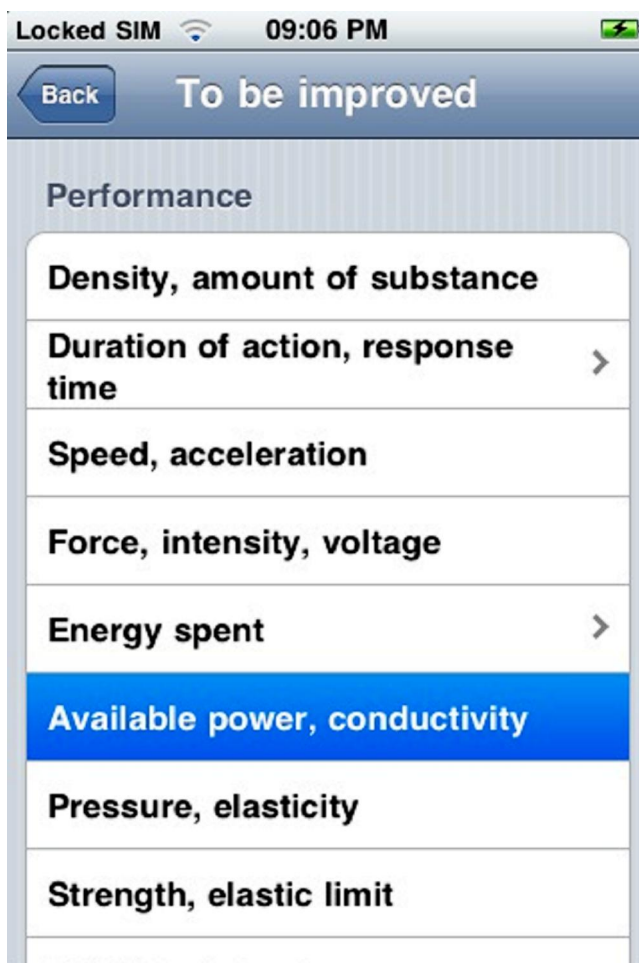 Locked SIM 09:06 PM
Back To be improved
Performance
Density, amount of substance
Duration of action, response
time
Speed, acceleration
Force, intensity, voltage
Energy spent
Available power, conductivity
Pressure, elasticity
Strength, elastic limit